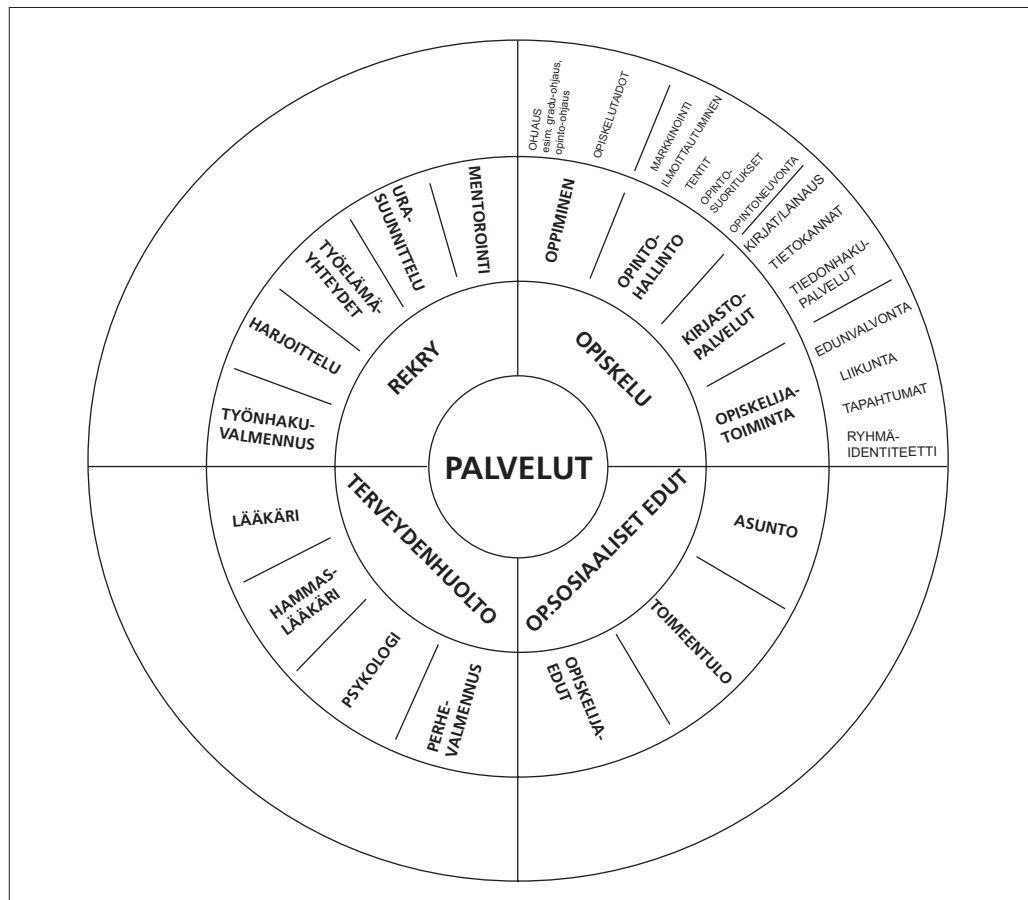 PALVELUT
OPISKELU
OPPIMINEN
OHJAUS
esim. gradu-ohjaus,
opinto-ohjaus
OPISKELUTAIDOT
OPINTO-
HALLINTO
MARKKINOINTI
ILMOITTAUTUMINEN
TENTIT
OPINTO-
SUORITUKSET
OPINTONEUVONTA
KIRJASTO-
PALVELUT
KIRJAT/LAINAUS
TIETOKANNAT
TIEDONHAKU-
PALVELUT
OPISKELIJA-
TOIMINTA
EDUNVALVONTA
LIIKUNTA
TAPAHTUMAT
RYHMÄ-
IDENTITEETTI
OP.SOSIAALISET EDUT
ASUNTO
TOIMEENTULO
OPISKELIJA-
EDUT
TERVEYDENHUOLTO
PERHE-
VALMENNUS
PSYKOLOGI
HAMMAS-
LÄÄKÄRI
LÄÄKÄRI
REKRY
TYÖNHAKU-
VALMENNUS
HARJOITTELU
TYÖELÄMÄ-
YHTEYDET
URA-
SUUNNITTELU
MENTOROINTI